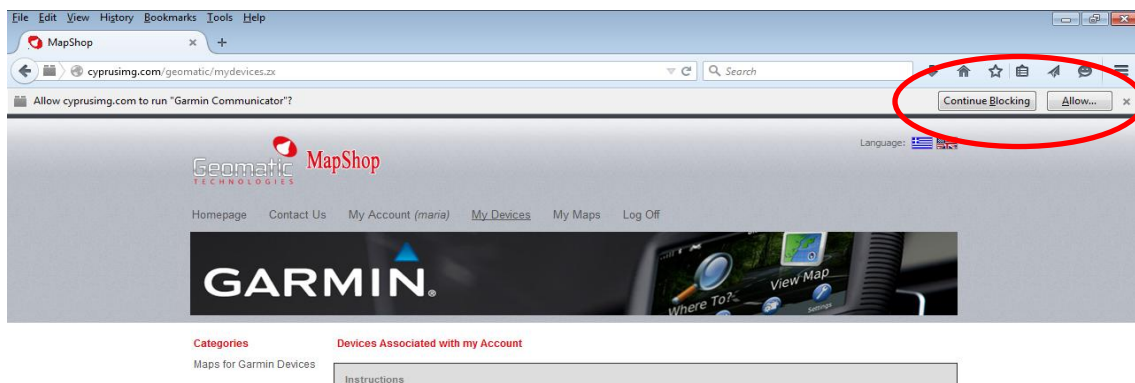 File Edit View History Bookmarks Tools Help
MapShop
cyprusimg.com/geomatic/mydevices.zx
Search
Allow cyprusimg.com to run "Garmin Communicator"?
Continue Blocking
Allow...
Language:
Geomatic
TECHNOLOGIES
MapShop
Homepage Contact Us My Account (maria) My Devices My Maps Log Off
GARMIN®
Where To?
View Map
Settings
Categories
Devices Associated with my Account
Maps for Garmin Devices
Instructions